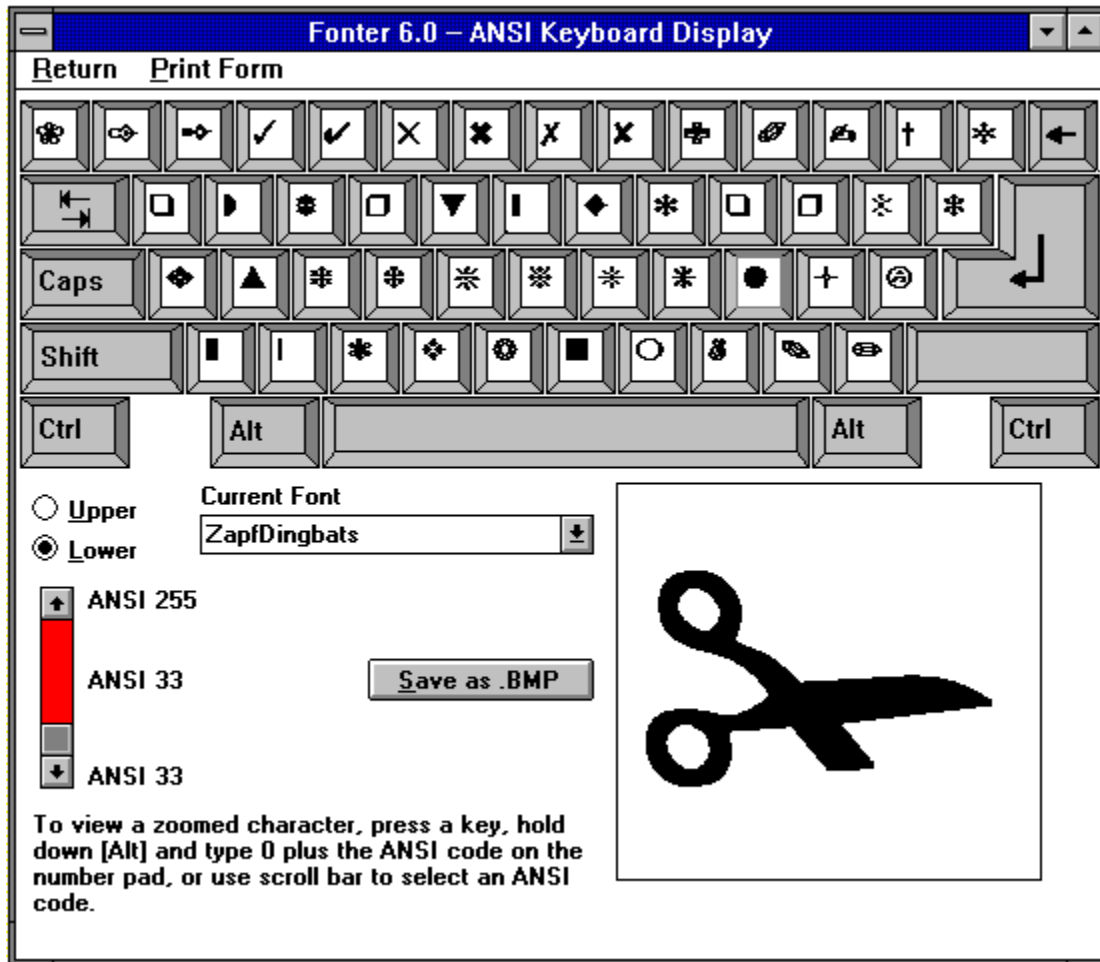 Fonter 6.0 – ANSI Keyboard Display
Return Print Form
Caps
Shift
Ctrl Alt Alt Ctrl
Upper
Lower
Current Font
ZapfDingbats
ANSI 255
ANSI 33
Save as .BMP
ANSI 33
To view a zoomed character, press a key, hold
down [Alt] and type 0 plus the ANSI code on the
number pad, or use scroll bar to select an ANSI
code.